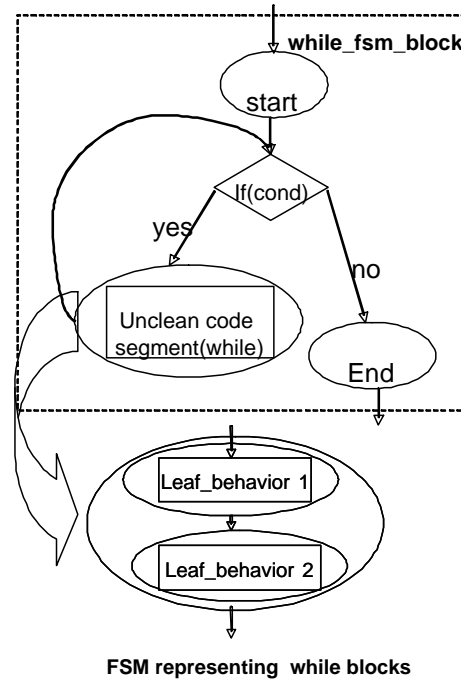 while_fsm_block
start
If(cond)
yes
no
Unclean code
segment(while)
End
Leaf_behavior 1
Leaf_behavior 2
FSM representing while blocks